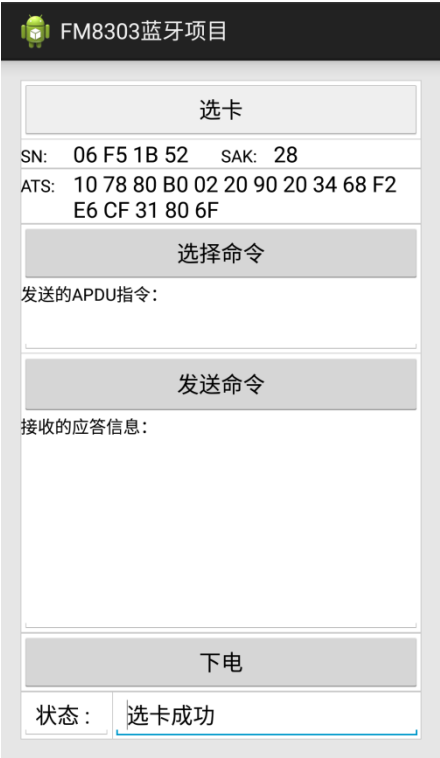 FM8303蓝牙项目
选卡
SN: 06 F5 1B 52 SAK: 28
ATS: 10 78 80 B0 02 20 90 20 34 68 F2
E6 CF 31 80 6F
选择命令
发送的APDU指令：
发送命令
接收的应答信息：
下电
状态 : 选卡成功